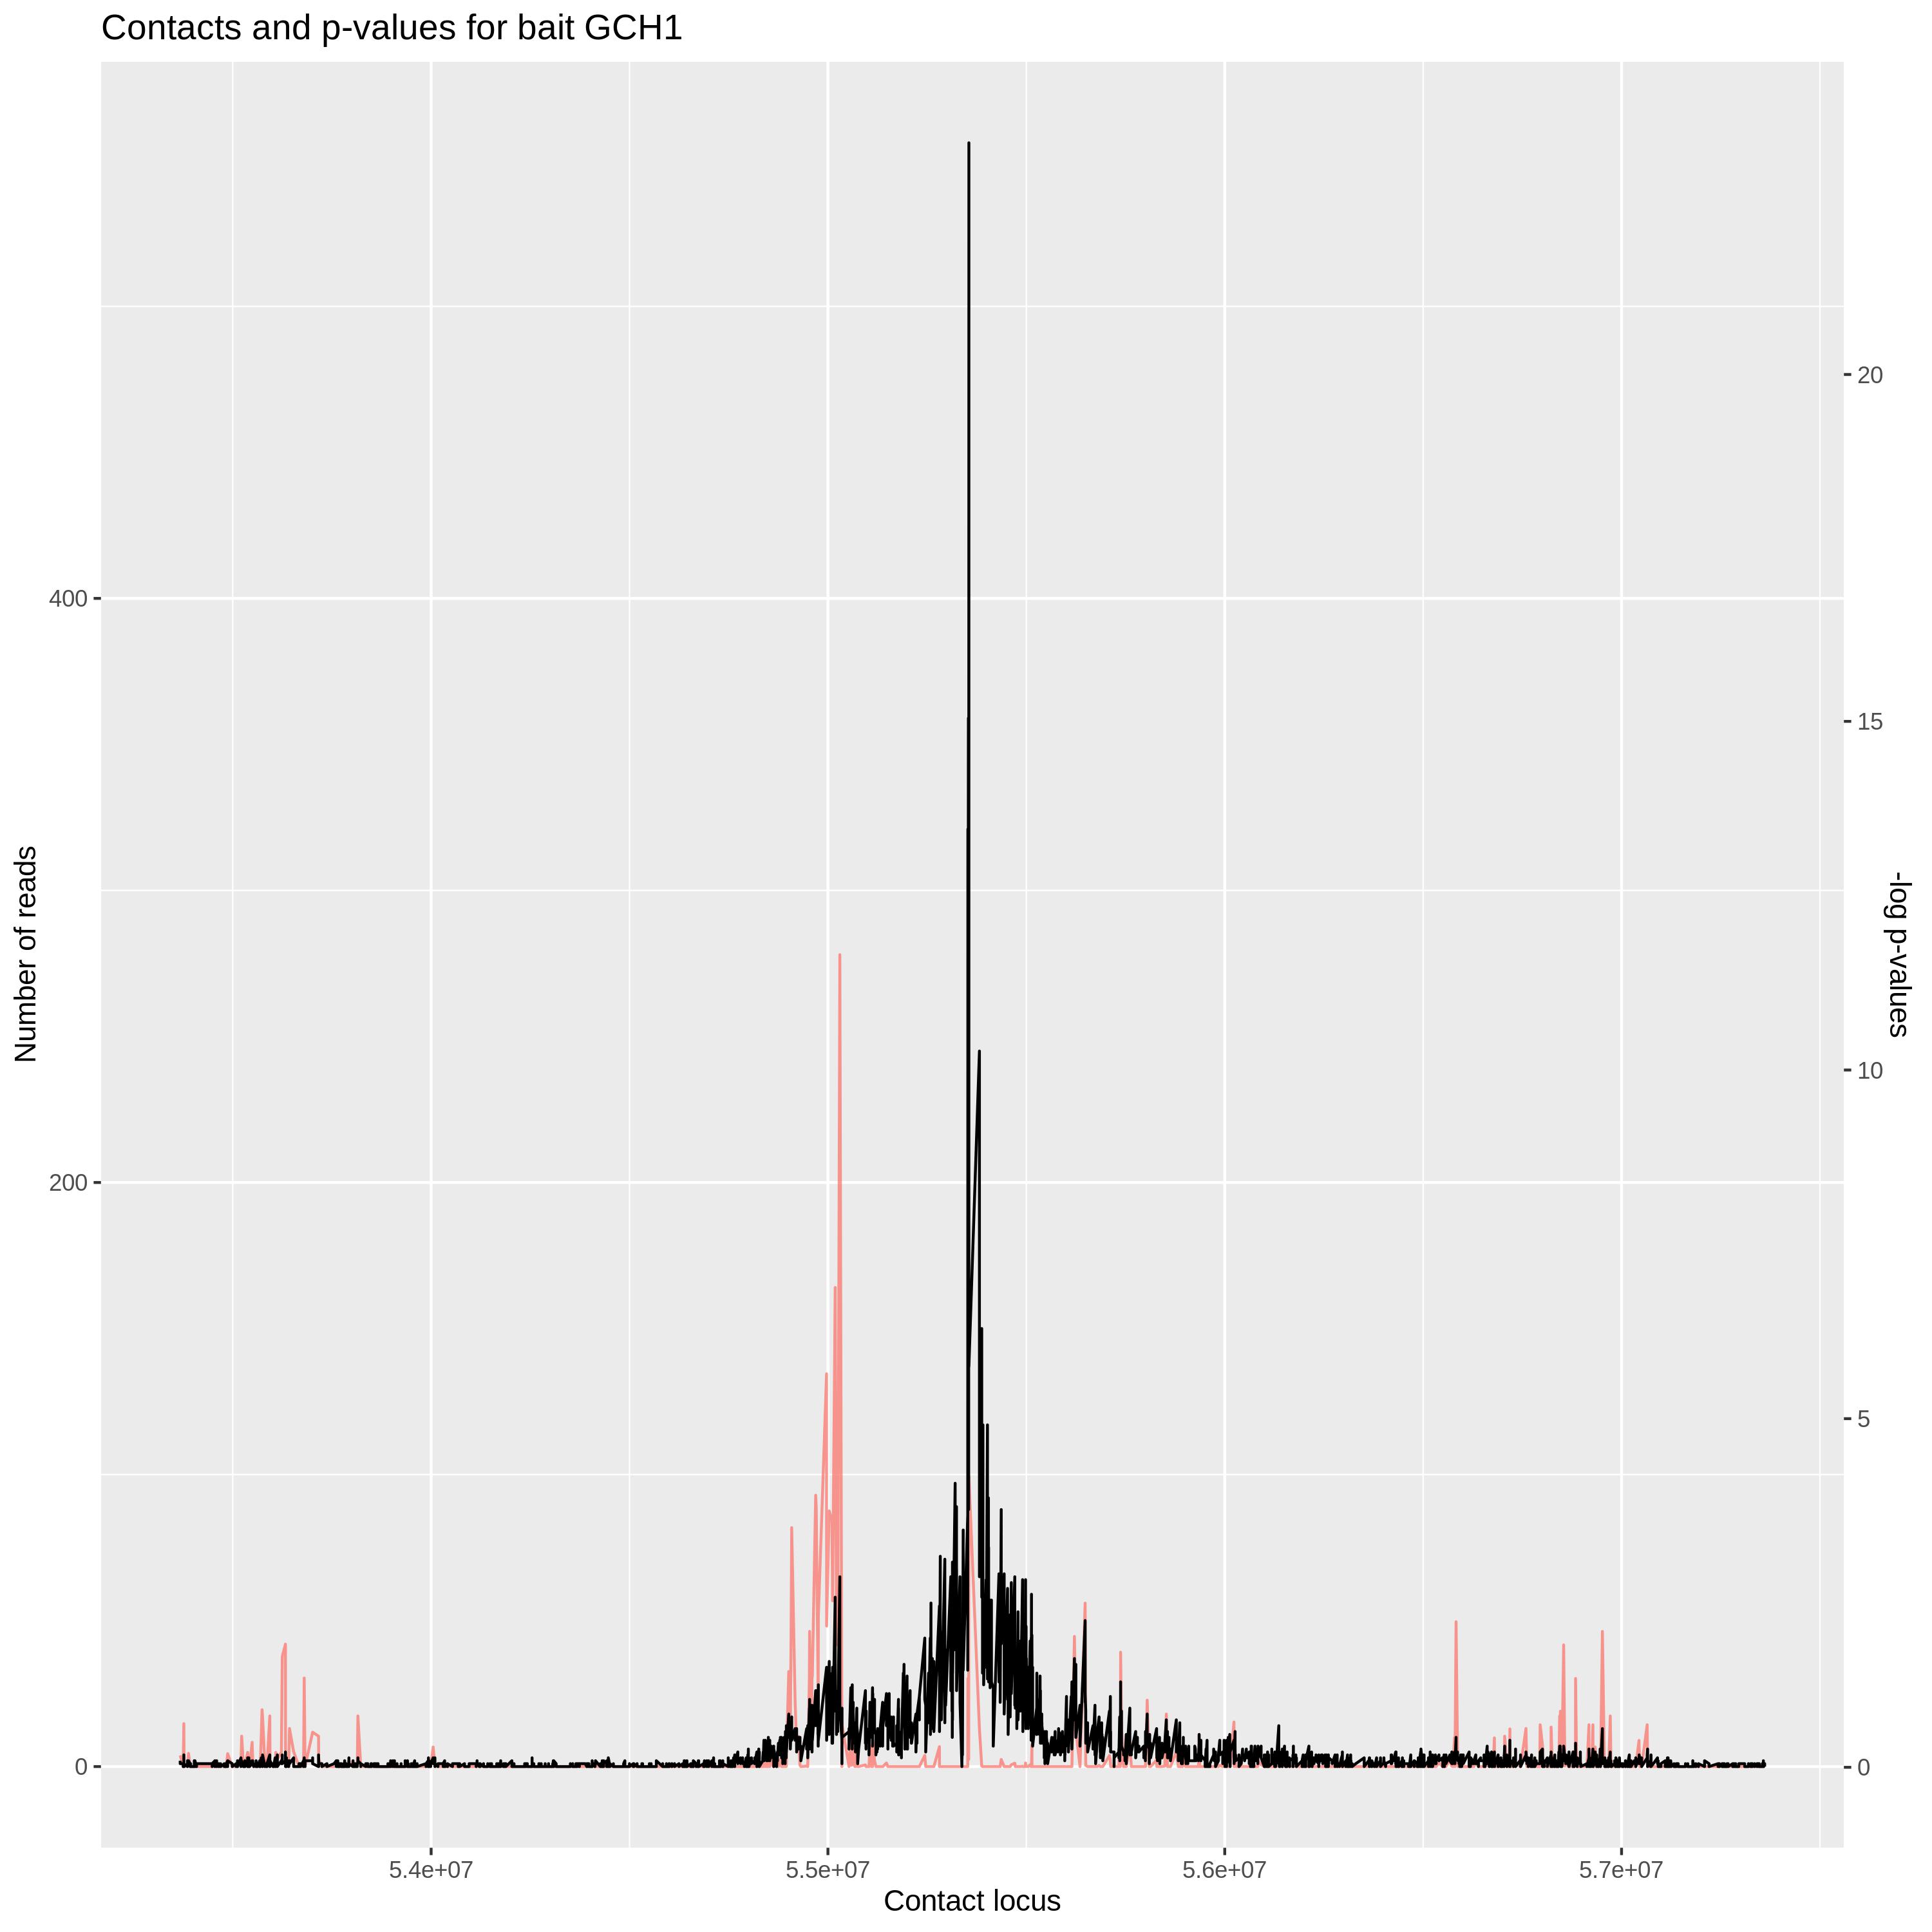 Contacts and p-values for bait GCH1
Number of reads
400
200
0
20
15
10
5
0
-log p-values
5.4e+07
5.5e+07
5.6e+07
5.7e+07
Contact locus